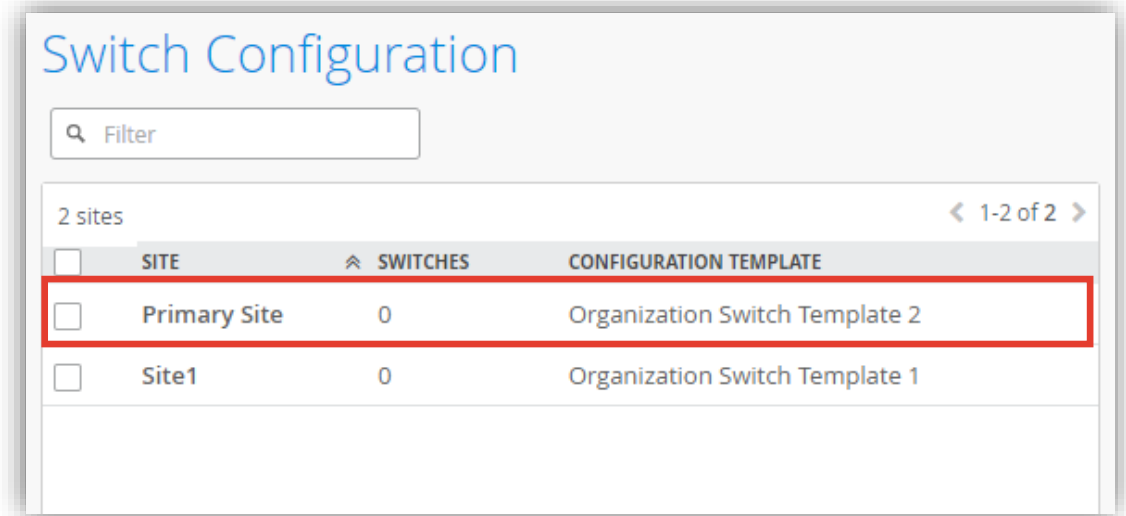 Switch Configuration
Filter
2 sites 1-2 of 2
SITE SWITCHES CONFIGURATION TEMPLATE
Primary Site 0 Organization Switch Template 2
Site1 0 Organization Switch Template 1